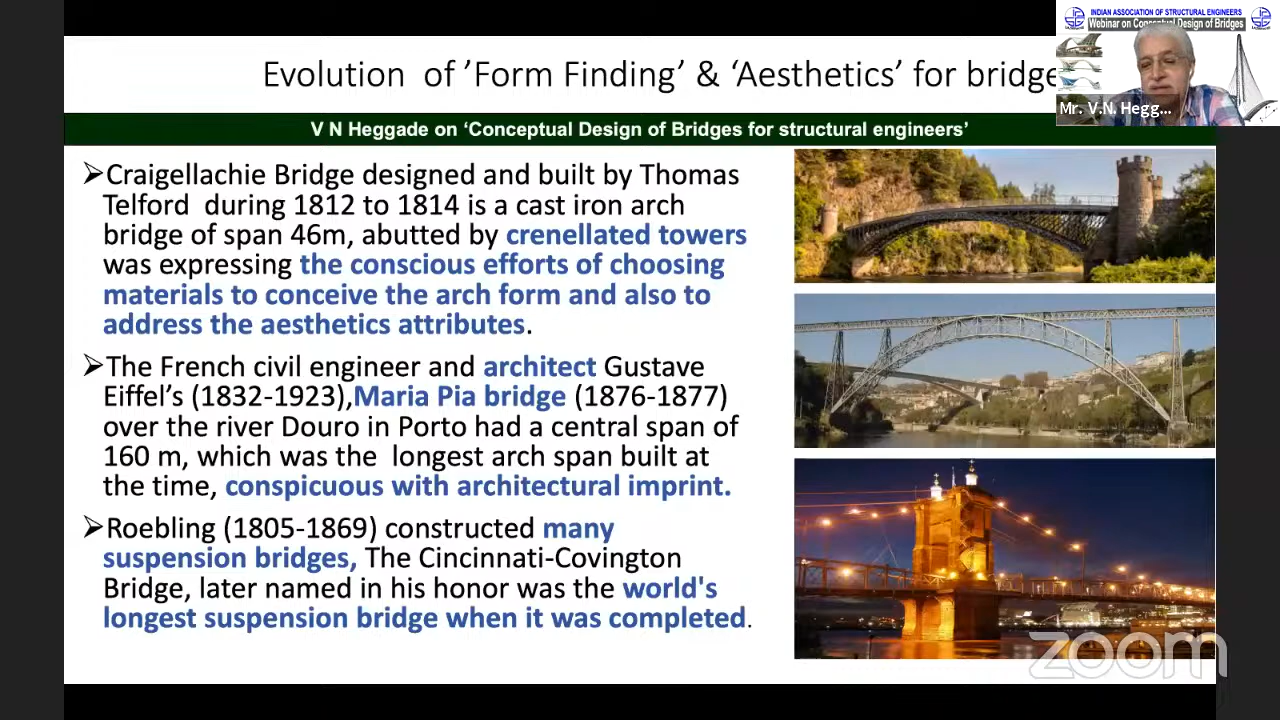 INDIAN ASSOCIATION OF STRUCTURAL ENGINEERS
Webinar on Conceptual Design of Bridges
Mr. V.N. Hegg...
Evolution of ’Form Finding’ & ‘Aesthetics’ for bridge
V N Heggade on ‘Conceptual Design of Bridges for structural engineers’
➢Craigellachie Bridge designed and built by Thomas
Telford during 1812 to 1814 is a cast iron arch
bridge of span 46m, abutted by crenellated towers
was expressing the conscious efforts of choosing
materials to conceive the arch form and also to
address the aesthetics attributes.
➢The French civil engineer and architect Gustave
Eiffel’s (1832-1923),Maria Pia bridge (1876-1877)
over the river Douro in Porto had a central span of
160 m, which was the longest arch span built at
the time, conspicuous with architectural imprint.
➢Roebling (1805-1869) constructed many
suspension bridges, The Cincinnati-Covington
Bridge, later named in his honor was the world's
longest suspension bridge when it was completed.
zoom